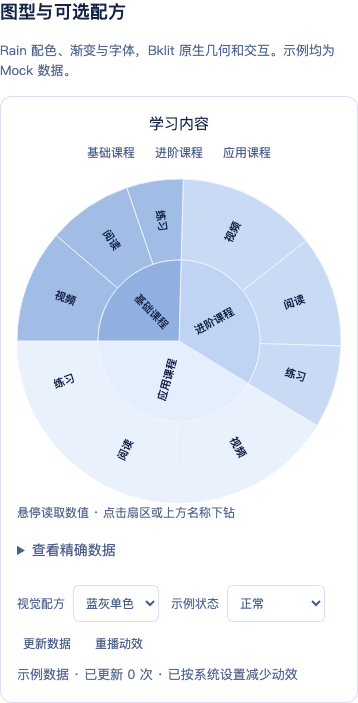 图型与可选配方
Rain 配色、渐变与字体，Bklit 原生几何和交互。示例均为
Mock 数据。
学习内容
基础课程 进阶课程 应用课程
练习
视频
阅读
视频
基础课程
进阶课程
阅读
练习
应用课程
练习
阅读
视频
悬停读取数值 · 点击扇区或上方名称下钻
▶ 查看精确数据
视觉配方 蓝灰单色 示例状态 正常
更新数据 重播动效
示例数据 · 已更新 0 次 · 已按系统设置减少动效